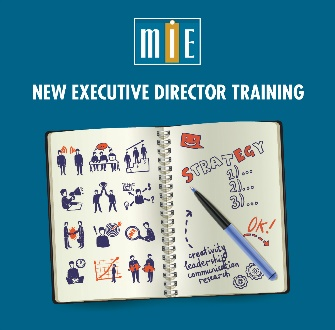 MiE
NEW EXECUTIVE DIRECTOR TRAINING
STRATEGY
1)...
2)...
3)...
OK!
creativity
leadership
communication
research